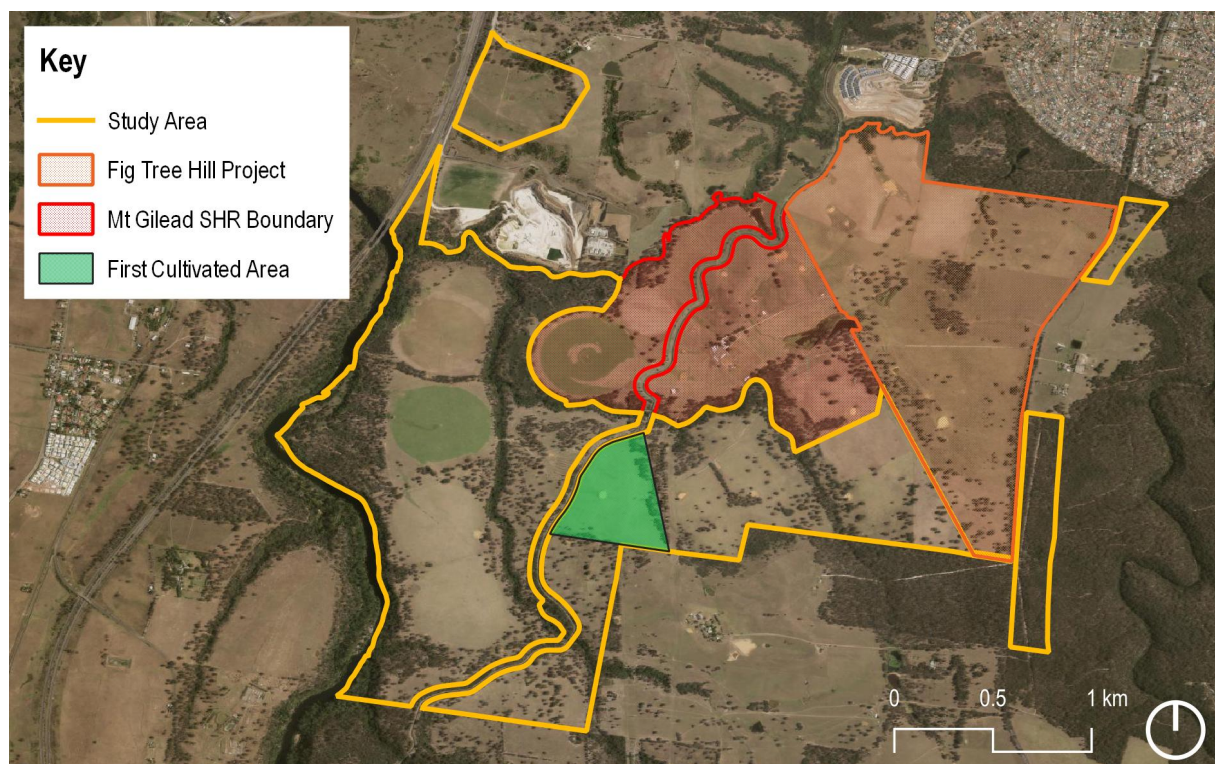 Key
Study Area
Fig Tree Hill Project
Mt Gilead SHR Boundary
First Cultivated Area
0 0.5 1 km